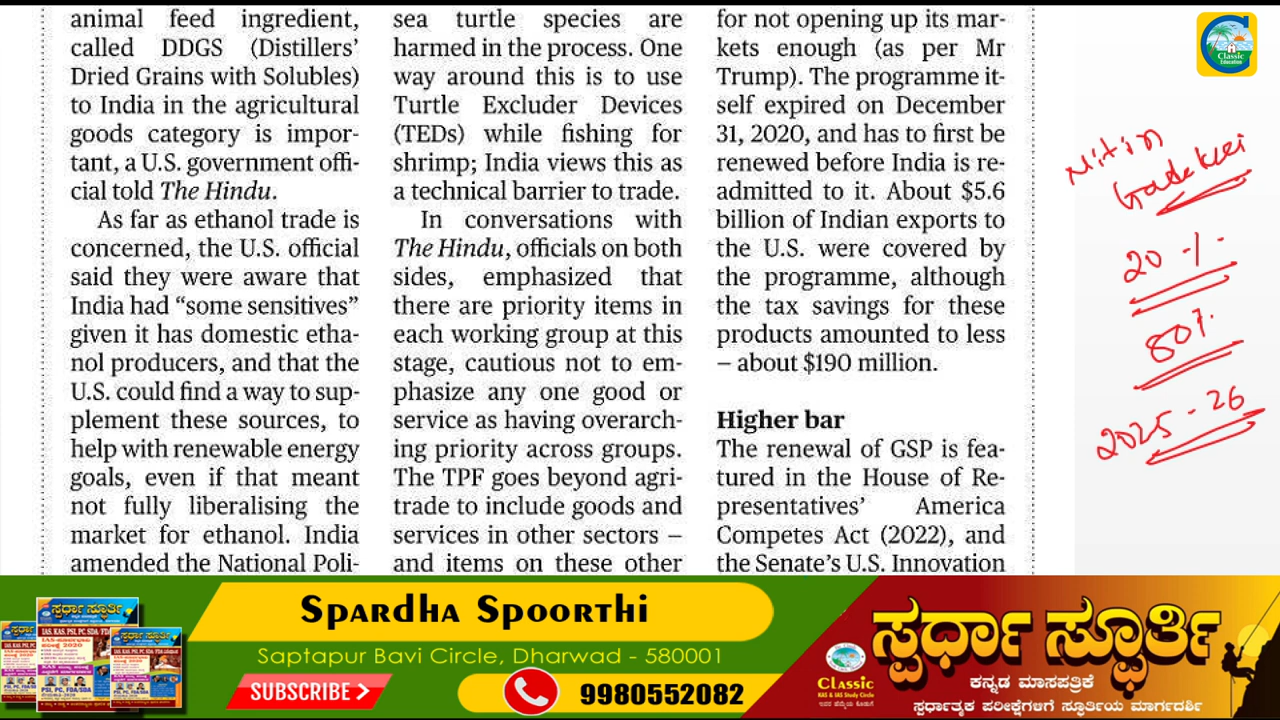 animal feed ingredient,
called DDGS (Distillers'
Dried Grains with Solubles)
to India in the agricultural
goods category is impor-
tant, a U.S. government offi-
cial told The Hindu.
As far as ethanol trade is
concerned, the U.S. official
said they were aware that
India had “some sensitives”
given it has domestic etha-
nol producers, and that the
U.S. could find a way to sup-
plement these sources, to
help with renewable energy
goals, even if that meant
not fully liberalising the
market for ethanol. India
amended the National Poli-
sea turtle species are
harmed in the process. One
way around this is to use
Turtle Excluder Devices
(TEDs) while fishing for
shrimp; India views this as
a technical barrier to trade.
In conversations with
The Hindu, officials on both
sides, emphasized that
there are priority items in
each working group at this
stage, cautious not to em-
phasize any one good or
service as having overarch-
ing priority across groups.
The TPF goes beyond agri-
trade to include goods and
services in other sectors –
and items on these other
for not opening up its mar-
kets enough (as per Mr
Trump). The programme it-
self expired on December
31, 2020, and has to first be
renewed before India is re-
admitted to it. About $5.6
billion of Indian exports to
the U.S. were covered by
the programme, although
the tax savings for these
products amounted to less
– about $190 million.
Higher bar
The renewal of GSP is fea-
tured in the House of Re-
presentatives’ America
Competes Act (2022), and
the Senate’s U.S. Innovation
Classic
Education
Nitin
Gadekari
20 %
80%
2025 - 26
ಸ್ಪರ್ಧಾ ಸ್ಫೂರ್ತಿ
Spardha Spoorthi
Saptapur Bavi Circle, Dharwad - 580001
SUBSCRIBE
9980552082
Classic
KAS & IAS Study Circle
ಸ್ಪರ್ಧಾ ಸ್ಫೂರ್ತಿ
ಕನ್ನಡ ಮಾಸಪತ್ರಿಕೆ
ಸ್ಪರ್ಧಾತ್ಮಕ ಪರೀಕ್ಷೆಗಳಿಗೆ ಸ್ಫೂರ್ತಿಯ ಮಾರ್ಗದರ್ಶಿ